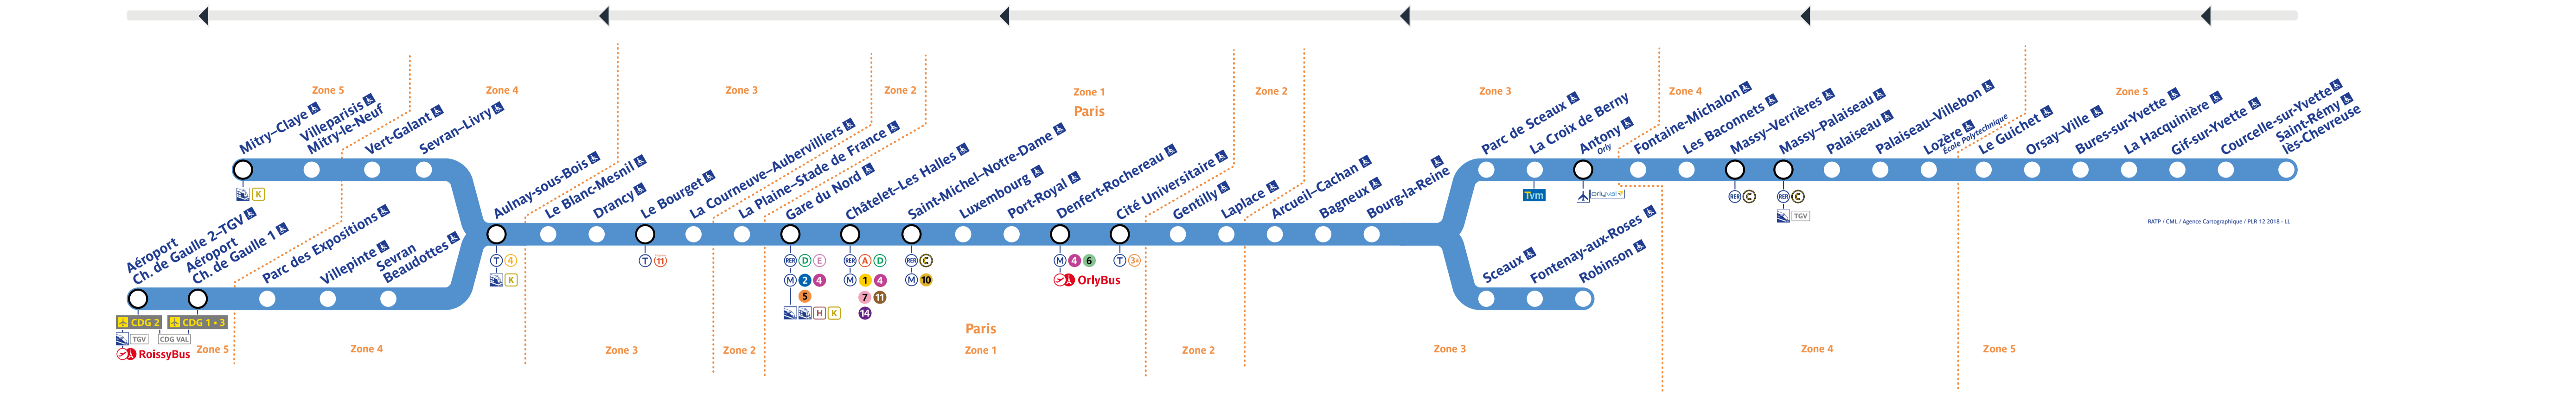 Zone 5
Zone 4
Zone 3
Zone 2
Zone 1
Paris
Zone 2
Zone 3
Zone 4
Zone 5
Mitry–Claye
Villeparisis
Mitry-le-Neuf
Vert-Galant
Sevran–Livry
K
Aéroport
Ch. de Gaulle 2–TGV
Aéroport
Ch. de Gaulle 1
Parc des Expositions
Villepinte
Sevran
Beaudottes
CDG 2
CDG 1 • 3
TGV
CDG VAL
RoissyBus
Aulnay-sous-Bois
T 4
K
Le Blanc-Mesnil
Drancy
Le Bourget
T 11
La Courneuve–Aubervilliers
La Plaine–Stade de France
Gare du Nord
RER D E
M 2 4
5
H K
Châtelet–Les Halles
RER A D
M 1 4
7 11
14
Saint-Michel–Notre-Dame
RER C
M 10
Luxembourg
Port-Royal
Denfert-Rochereau
M 4 6
OrlyBus
Cité Universitaire
T 3a
Gentilly
Laplace
Arcueil–Cachan
Bagneux
Bourg-la-Reine
Parc de Sceaux
La Croix de Berny
Tvm
Antony
Orly
orlyval
Fontaine-Michalon
Les Baconnets
Massy–Verrières
RER C
Massy–Palaiseau
RER C
TGV
Palaiseau
Palaiseau–Villebon
Lozère
École Polytechnique
Le Guichet
Orsay–Ville
Bures-sur-Yvette
La Hacquinière
Gif-sur-Yvette
Courcelle-sur-Yvette
Saint-Rémy
lès-Chevreuse
Sceaux
Fontenay-aux-Roses
Robinson
RATP / CML / Agence Cartographique / PLR 12 2018 - LL
Zone 5
Zone 4
Zone 3
Zone 2
Paris
Zone 1
Zone 2
Zone 3
Zone 4
Zone 5